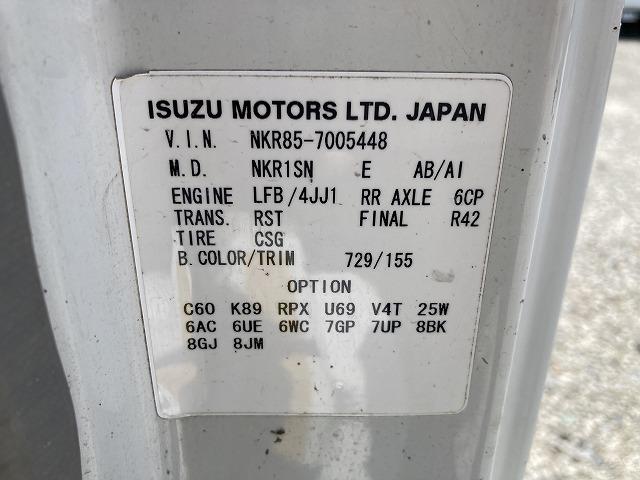 ISUZU MOTORS LTD. JAPAN
V.I.N. NKR85-7005448
M.D. NKR1SN E AB/AI
ENGINE LFB/4JJ1 RR AXLE 6CP
TRANS. RST FINAL R42
TIRE CSG
B.COLOR/TRIM 729/155
OPTION
C60 K89 RPX U69 V4T 25W
6AC 6UE 6WC 7GP 7UP 8BK
8GJ 8JM